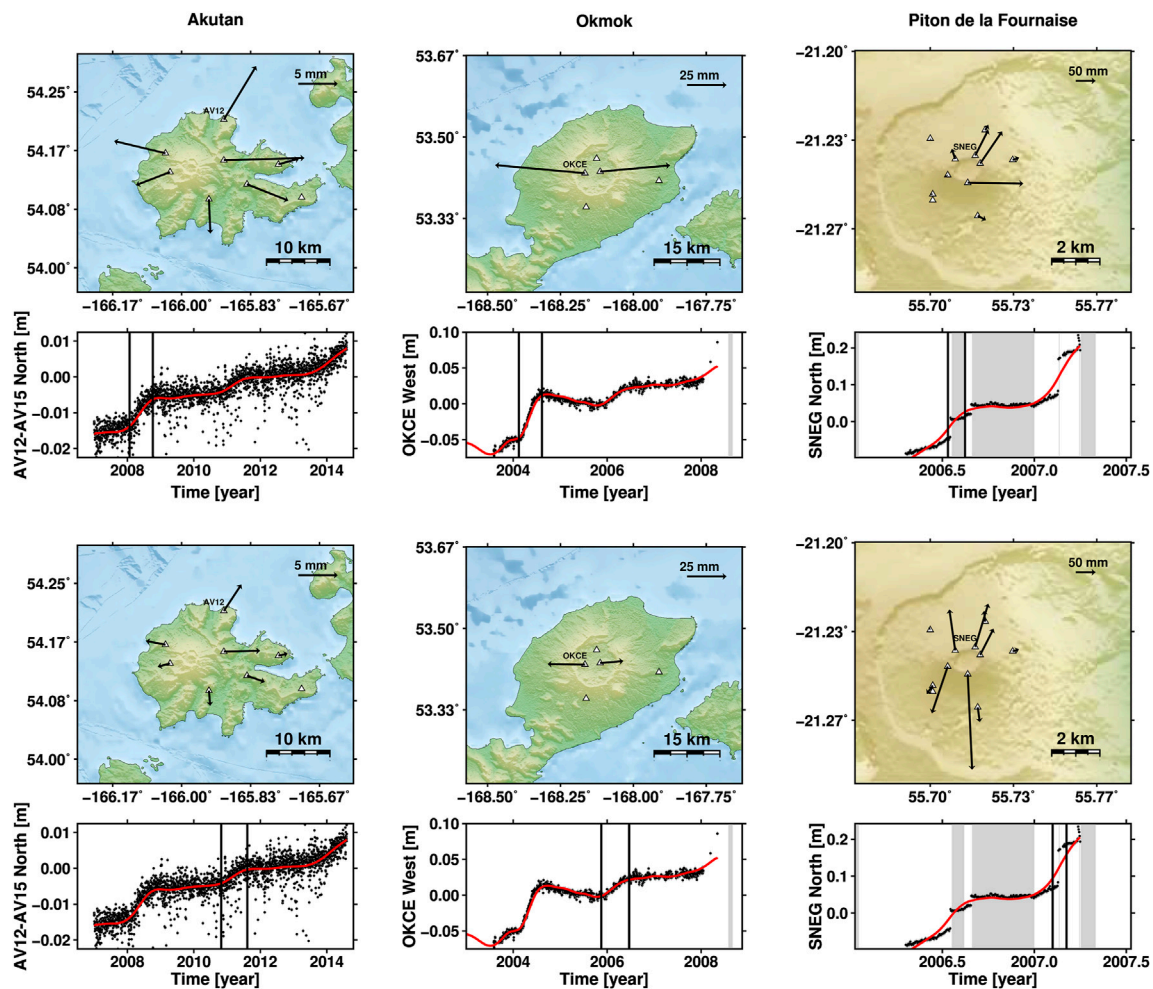 Akutan
Okmok
Piton de la Fournaise
54.25˚
54.17˚
54.08˚
54.00˚
5 mm
AV12
10 km
−166.17˚ −166.00˚ −165.83˚ −165.67˚
53.67˚
53.50˚
53.33˚
25 mm
OKCE
15 km
−168.50˚ −168.25˚ −168.00˚ −167.75˚
−21.20˚
−21.23˚
−21.27˚
50 mm
SNEG
2 km
55.70˚ 55.73˚ 55.77˚
AV12-AV15 North [m]
0.01
0.00
−0.01
−0.02
2008 2010 2012 2014
Time [year]
OKCE West [m]
0.10
0.05
0.00
−0.05
2004 2006 2008
Time [year]
SNEG North [m]
0.2
0.1
0.0
2006.5 2007.0 2007.5
Time [year]
54.25˚
54.17˚
54.08˚
54.00˚
5 mm
AV12
10 km
−166.17˚ −166.00˚ −165.83˚ −165.67˚
53.67˚
53.50˚
53.33˚
25 mm
OKCE
15 km
−168.50˚ −168.25˚ −168.00˚ −167.75˚
−21.20˚
−21.23˚
−21.27˚
50 mm
SNEG
2 km
55.70˚ 55.73˚ 55.77˚
AV12-AV15 North [m]
0.01
0.00
−0.01
−0.02
2008 2010 2012 2014
Time [year]
OKCE West [m]
0.10
0.05
0.00
−0.05
2004 2006 2008
Time [year]
SNEG North [m]
0.2
0.1
0.0
2006.5 2007.0 2007.5
Time [year]